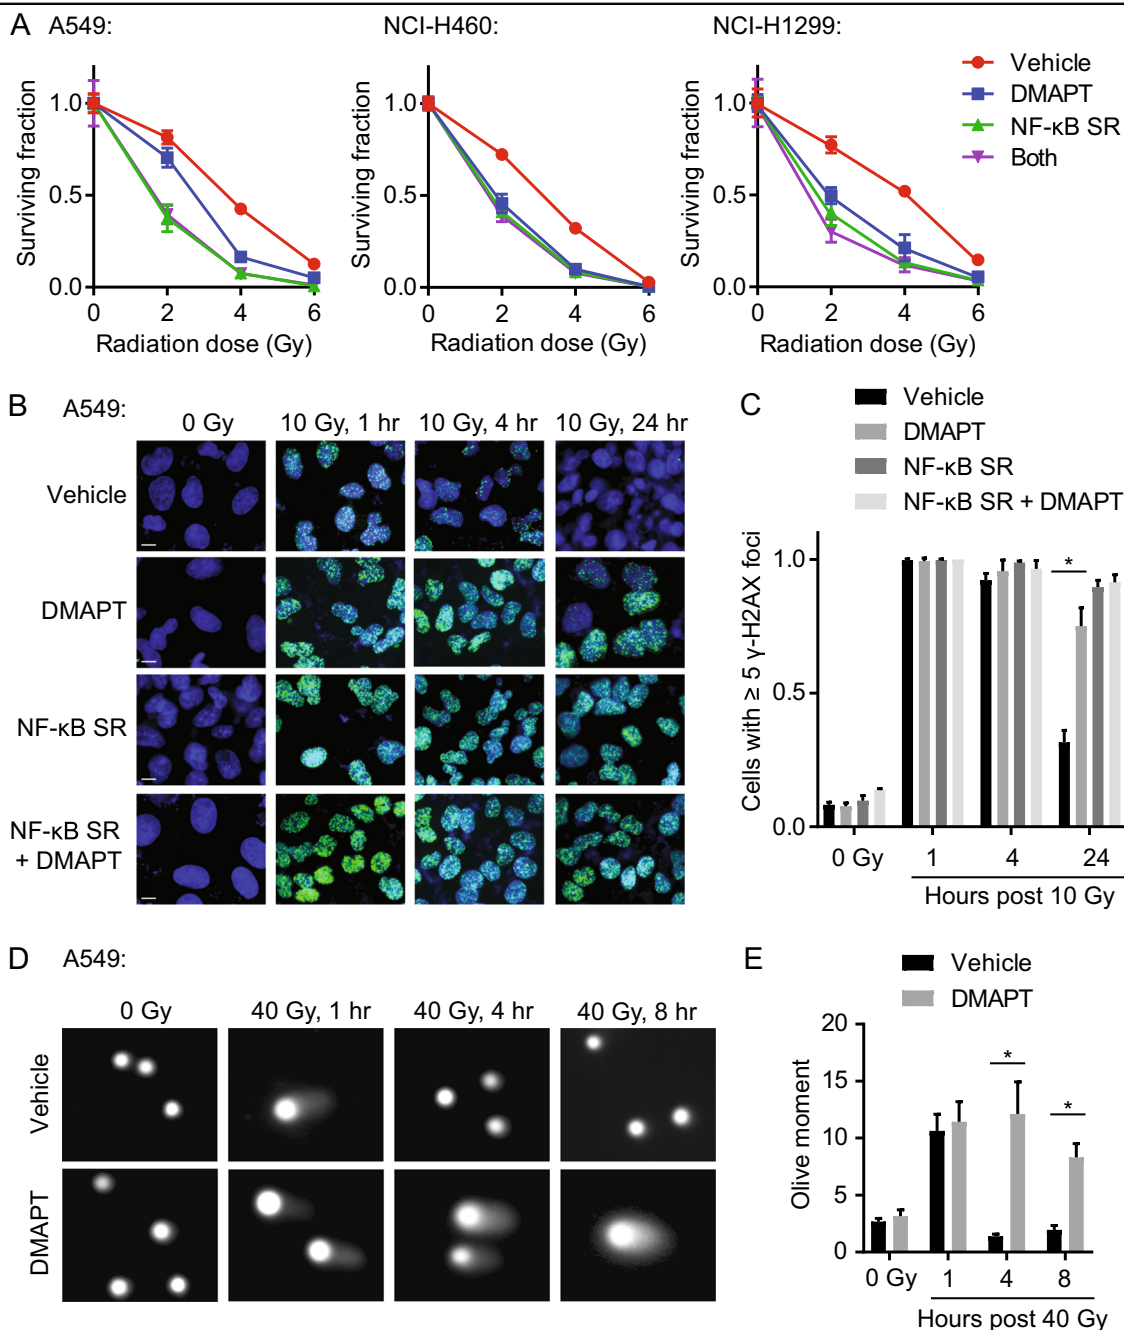 A A549: NCI-H460: NCI-H1299:
Vehicle
DMAPT
NF-κB SR
Both
Surviving fraction
1.0
0.5
0.0
0 2 4 6
Radiation dose (Gy)
Surviving fraction
1.0
0.5
0.0
0 2 4 6
Radiation dose (Gy)
Surviving fraction
1.0
0.5
0.0
0 2 4 6
Radiation dose (Gy)
B A549:
0 Gy 10 Gy, 1 hr 10 Gy, 4 hr 10 Gy, 24 hr
Vehicle
DMAPT
NF-κB SR
NF-κB SR
+ DMAPT
C
Vehicle
DMAPT
NF-κB SR
NF-κB SR + DMAPT
Cells with ≥ 5 γ-H2AX foci
1.0
0.5
0.0
*
0 Gy 1 4 24
Hours post 10 Gy
D A549:
0 Gy 40 Gy, 1 hr 40 Gy, 4 hr 40 Gy, 8 hr
Vehicle
DMAPT
E
Vehicle
DMAPT
Olive moment
20
15
10
5
0
*
*
0 Gy 1 4 8
Hours post 40 Gy